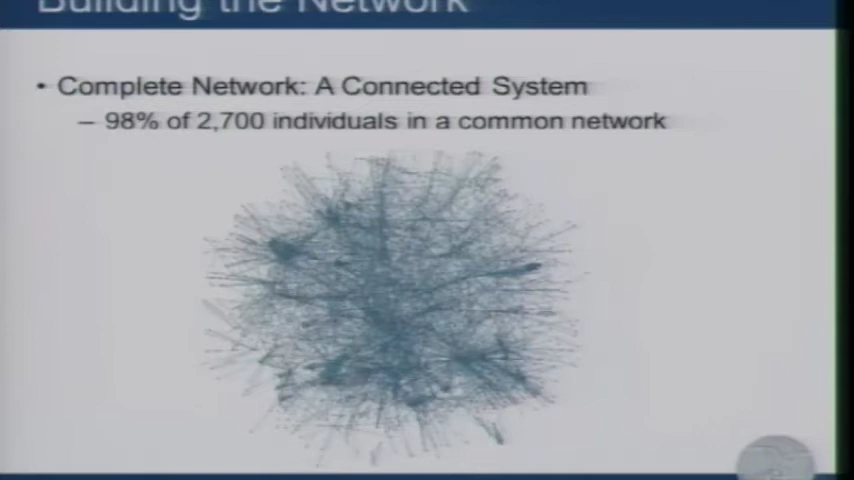 Building the Network
• Complete Network: A Connected System
– 98% of 2,700 individuals in a common network